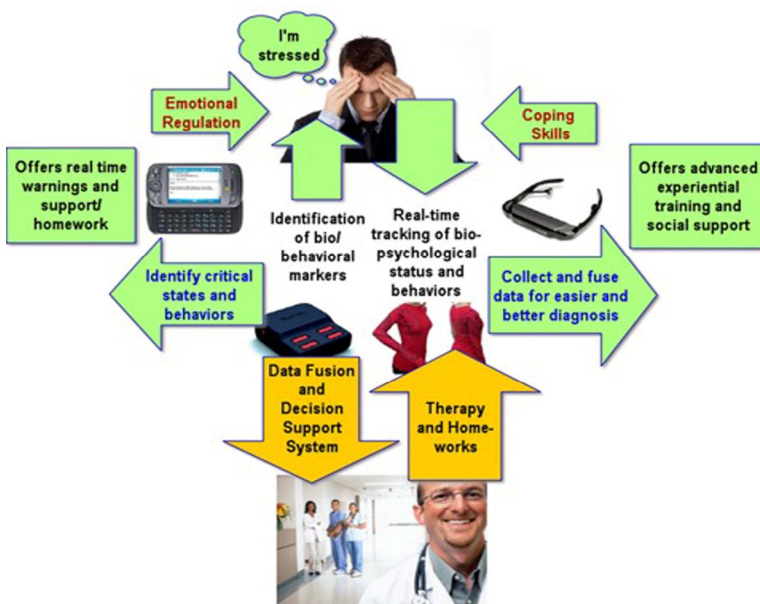 I'm
stressed
Emotional
Regulation
Coping
Skills
Offers real time
warnings and
support/
homework
Identification
of bio/
behavioral
markers
Real-time
tracking of bio-
psychological
status and
behaviors
Offers advanced
experiential
training and
social support
Identify critical
states and
behaviors
Collect and fuse
data for easier and
better diagnosis
Data Fusion
and
Decision
Support
System
Therapy
and Home-
works